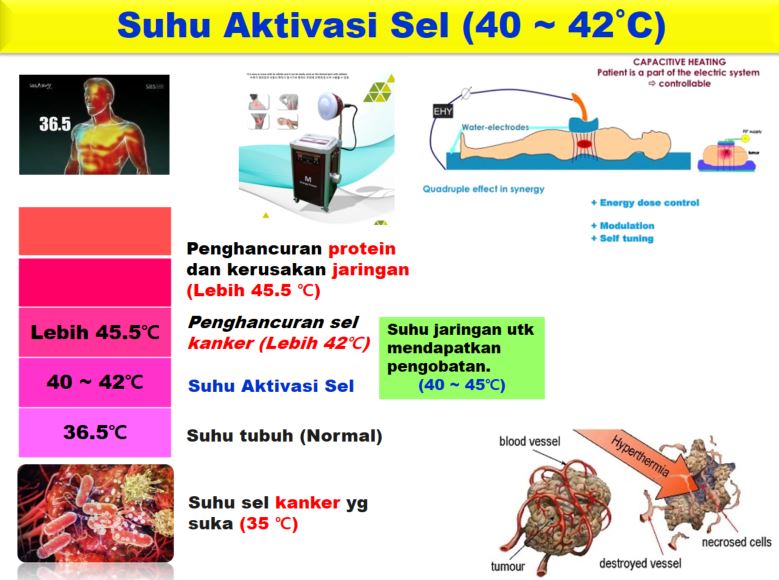 Suhu Aktivasi Sel (40 ~ 42°C)
36.5
SBS
CAPACITIVE HEATING
Patient is a part of the electric system
⇨ controllable
EHY
Water-electrodes
RF supply
tumor
Quadruple effect in synergy
+ Energy dose control
+ Modulation
+ Self tuning
M
Penghancuran protein
dan kerusakan jaringan
(Lebih 45.5 ℃)
Lebih 45.5℃
Penghancuran sel
kanker (Lebih 42℃)
Suhu jaringan utk
mendapatkan
pengobatan.
(40 ~ 45℃)
40 ~ 42℃
Suhu Aktivasi Sel
36.5℃
Suhu tubuh (Normal)
Suhu sel kanker yg
suka (35 ℃)
blood vessel
Hyperthermia
tumour
destroyed vessel
necrosed cells